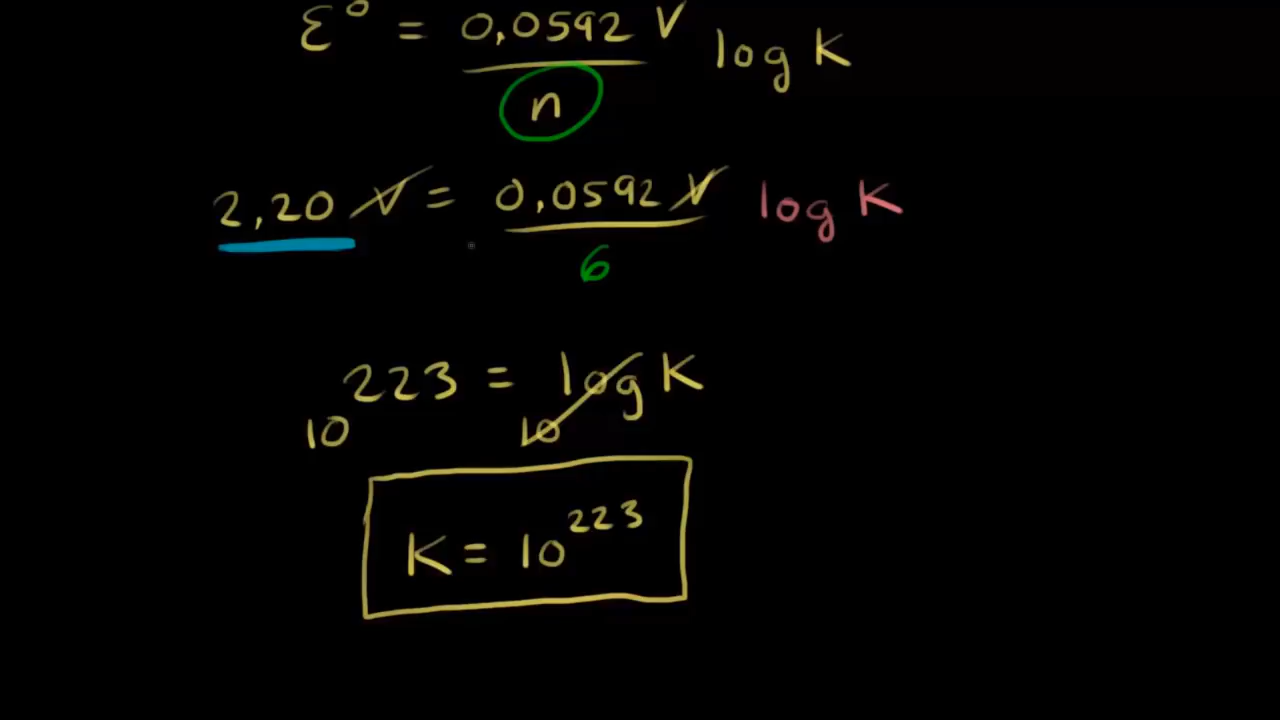 ε° = 0,0592 V / n log K
2,20 V = 0,0592 V / 6 log K
10^223 = 10^log K
K = 10^223